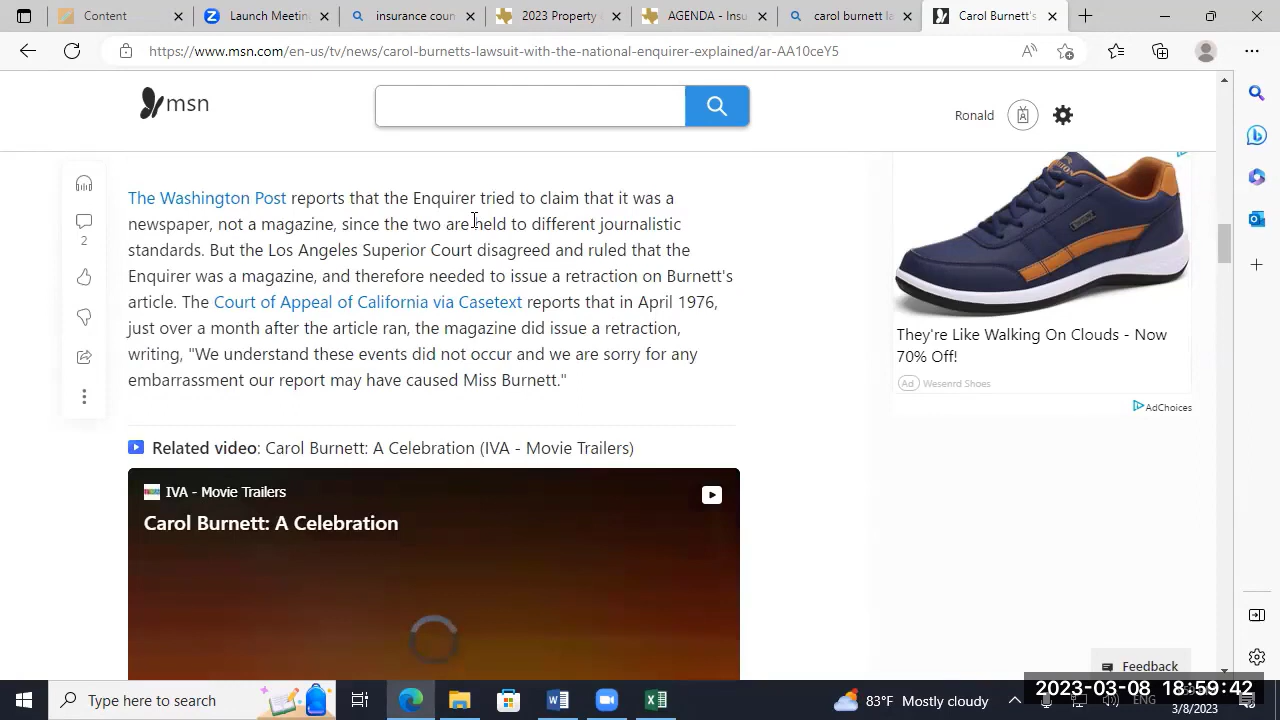 Content
Launch Meetin
insurance coun
2023 Property
AGENDA - Insu
carol burnett la
Carol Burnett's
https://www.msn.com/en-us/tv/news/carol-burnetts-lawsuit-with-the-national-enquirer-explained/ar-AA10ceY5
msn
Ronald
The Washington Post reports that the Enquirer tried to claim that it was a
newspaper, not a magazine, since the two are held to different journalistic
standards. But the Los Angeles Superior Court disagreed and ruled that the
Enquirer was a magazine, and therefore needed to issue a retraction on Burnett's
article. The Court of Appeal of California via Casetext reports that in April 1976,
just over a month after the article ran, the magazine did issue a retraction,
writing, "We understand these events did not occur and we are sorry for any
embarrassment our report may have caused Miss Burnett."
2
Related video: Carol Burnett: A Celebration (IVA - Movie Trailers)
IVA - Movie Trailers
Carol Burnett: A Celebration
They're Like Walking On Clouds - Now
70% Off!
Ad Wesenrd Shoes
AdChoices
Feedback
Type here to search
83°F Mostly cloudy
ENG
2023-03-08 18:59:42
3/8/2023